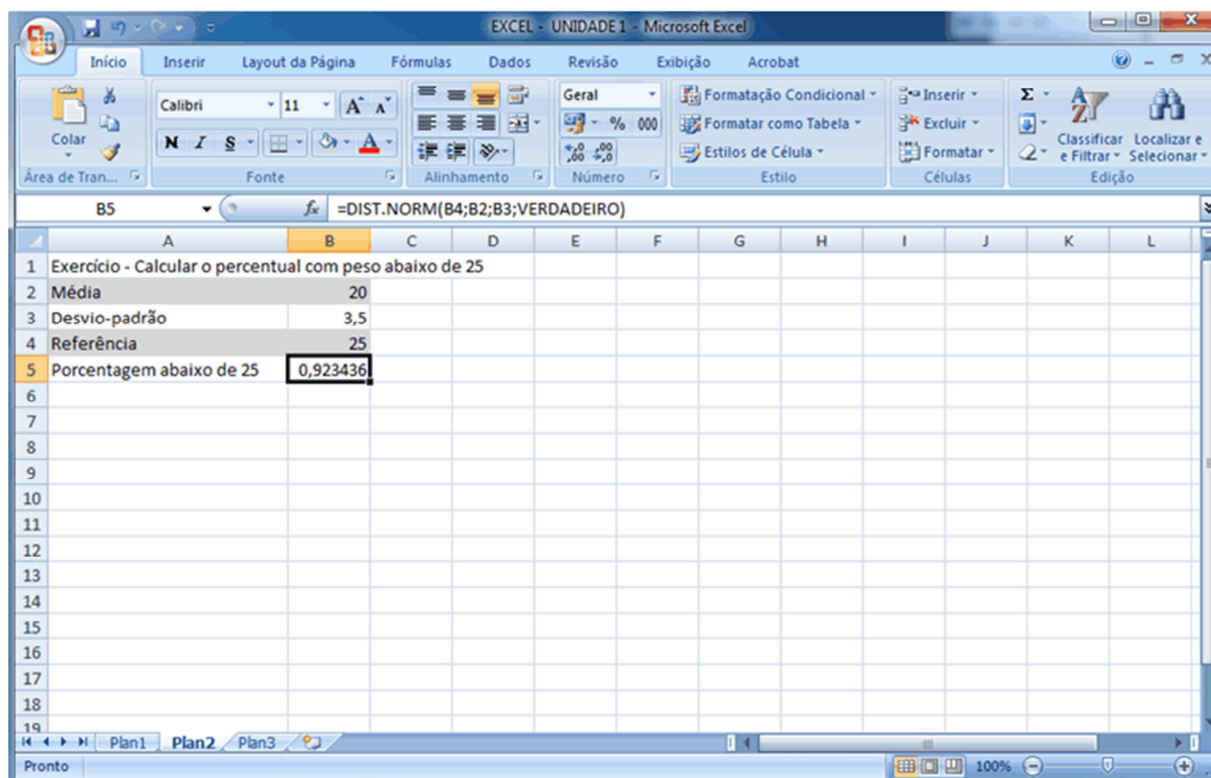 EXCEL - UNIDADE 1 - Microsoft Excel
Início Inserir Layout da Página Fórmulas Dados Revisão Exibição Acrobat
Colar
Calibri 11 A A
N I S A
Geral
% 000
Formatação Condicional
Formatar como Tabela
Estilos de Célula
Inserir
Excluir
Formatar
Σ
Classificar e Filtrar
Localizar e Selecionar
Área de Tran... Fonte Alinhamento Número Estilo Células Edição
B5 fx =DIST.NORM(B4;B2;B3;VERDADEIRO)
A B C D E F G H I J K L
1 Exercício - Calcular o percentual com peso abaixo de 25
2 Média 20
3 Desvio-padrão 3,5
4 Referência 25
5 Porcentagem abaixo de 25 0,923436
6
7
8
9
10
11
12
13
14
15
16
17
18
19
Plan1 Plan2 Plan3
Pronto 100%